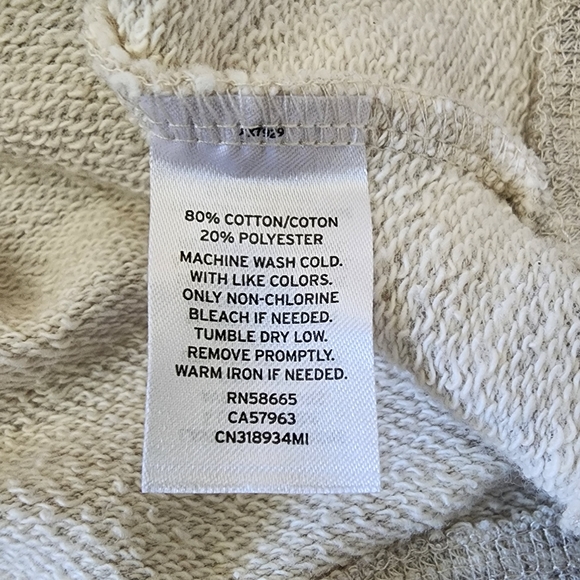 80% COTTON/COTON
20% POLYESTER
MACHINE WASH COLD.
WITH LIKE COLORS.
ONLY NON-CHLORINE
BLEACH IF NEEDED.
TUMBLE DRY LOW.
REMOVE PROMPTLY.
WARM IRON IF NEEDED.
RN58665
CA57963
CN318934MI